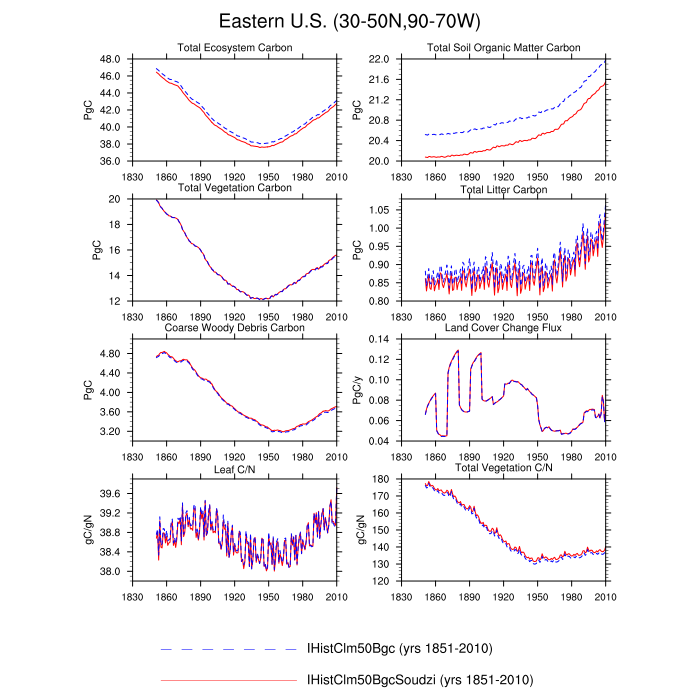 Eastern U.S. (30-50N,90-70W)
Total Ecosystem Carbon
Total Soil Organic Matter Carbon
PgC
48.0
46.0
44.0
42.0
40.0
38.0
36.0
1830 1860 1890 1920 1950 1980 2010
PgC
22.0
21.6
21.2
20.8
20.4
20.0
1830 1860 1890 1920 1950 1980 2010
Total Vegetation Carbon
Total Litter Carbon
PgC
20
18
16
14
12
1830 1860 1890 1920 1950 1980 2010
PgC
1.05
1.00
0.95
0.90
0.85
0.80
1830 1860 1890 1920 1950 1980 2010
Coarse Woody Debris Carbon
Land Cover Change Flux
PgC
4.80
4.40
4.00
3.60
3.20
1830 1860 1890 1920 1950 1980 2010
PgC/y
0.14
0.12
0.10
0.08
0.06
0.04
1830 1860 1890 1920 1950 1980 2010
Leaf C/N
Total Vegetation C/N
gC/gN
39.6
39.2
38.8
38.4
38.0
1830 1860 1890 1920 1950 1980 2010
gC/gN
180
170
160
150
140
130
120
1830 1860 1890 1920 1950 1980 2010
IHistClm50Bgc (yrs 1851-2010)
IHistClm50BgcSoudzi (yrs 1851-2010)